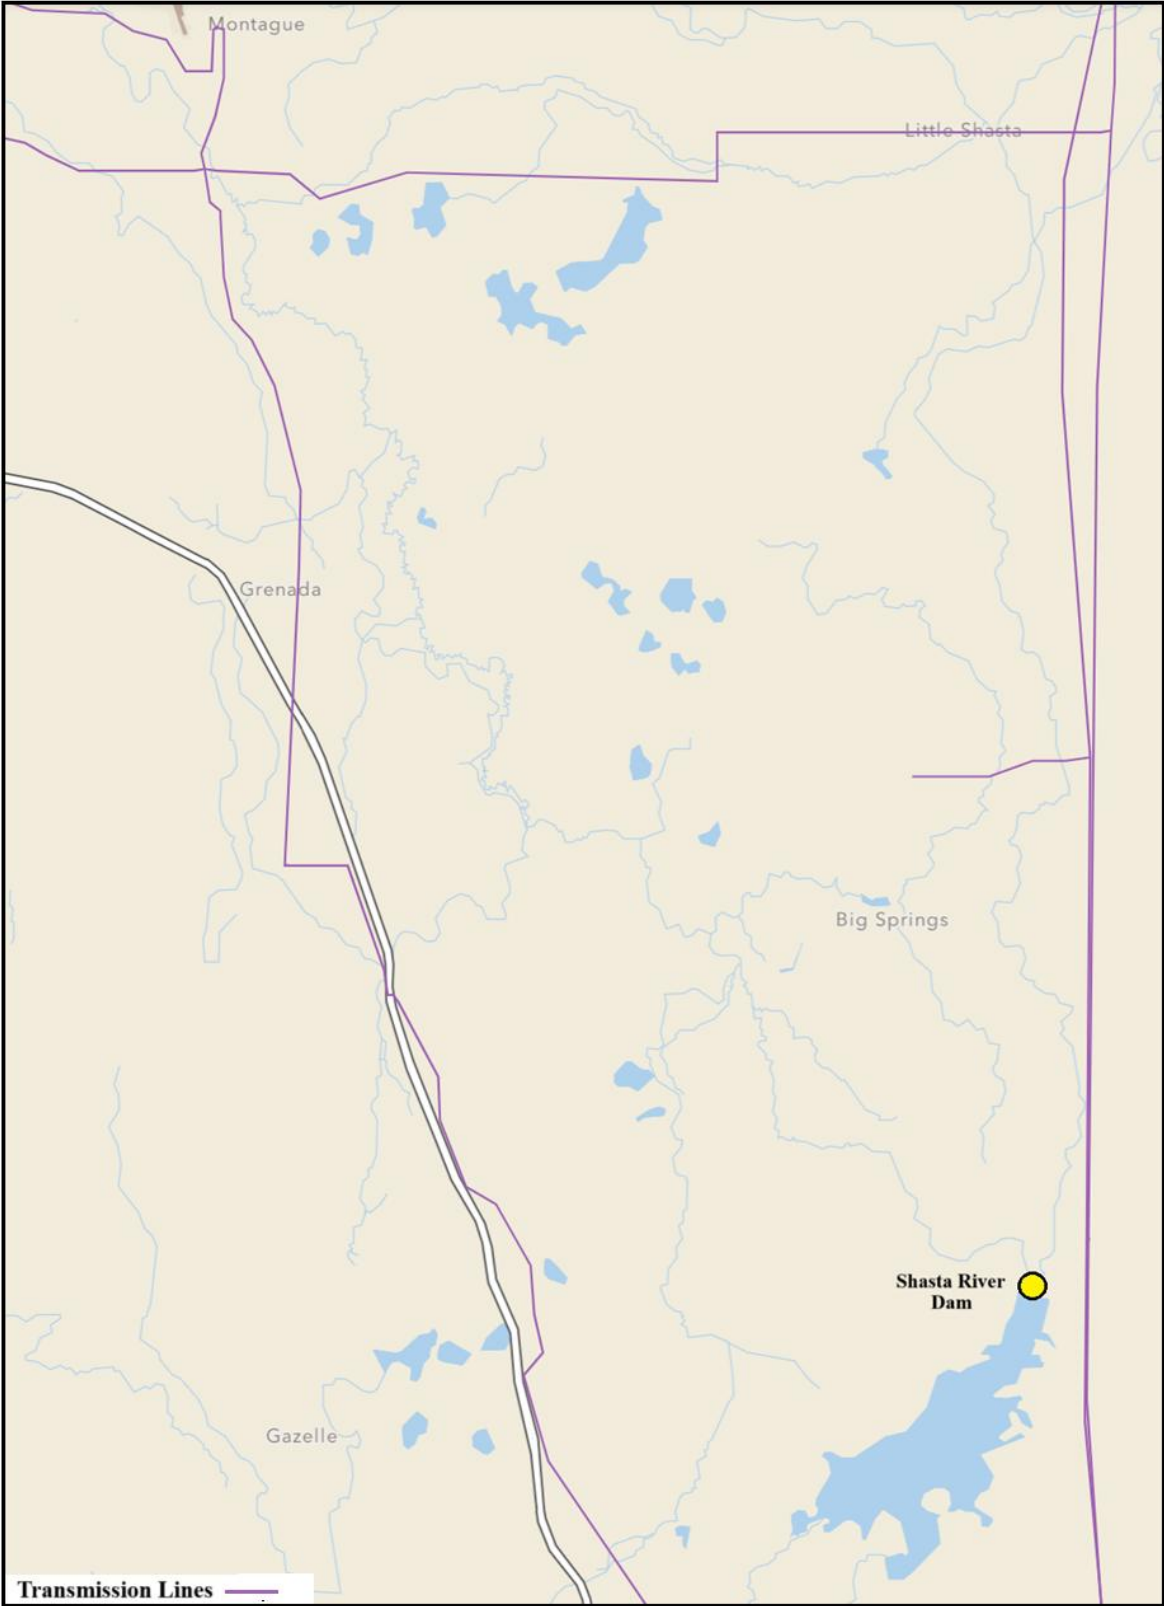 Montague
Little Shasta
Grenada
Big Springs
Shasta River
Dam
Gazelle
Transmission Lines